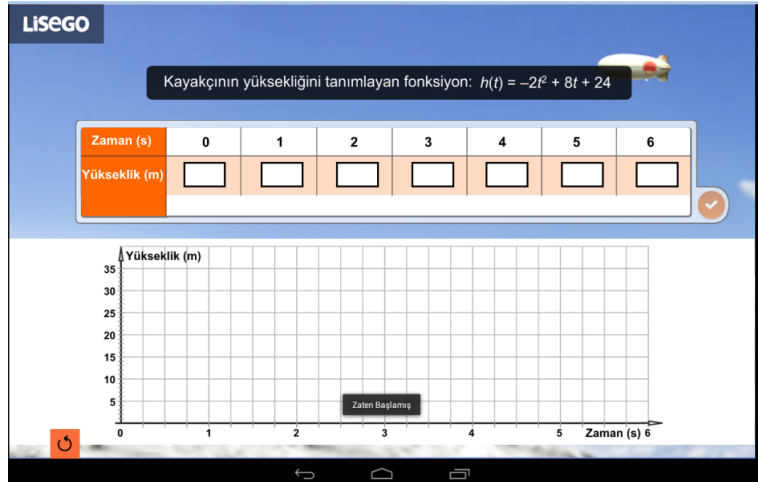 LiSEGO
Kayakçının yüksekliğini tanımlayan fonksiyon: h(t) = –2t² + 8t + 24
Zaman (s) 0 1 2 3 4 5 6
Yükseklik (m)
Yükseklik (m)
35
30
25
20
15
10
5
Zaten Başlamış
0 1 2 3 4 5 Zaman (s) 6